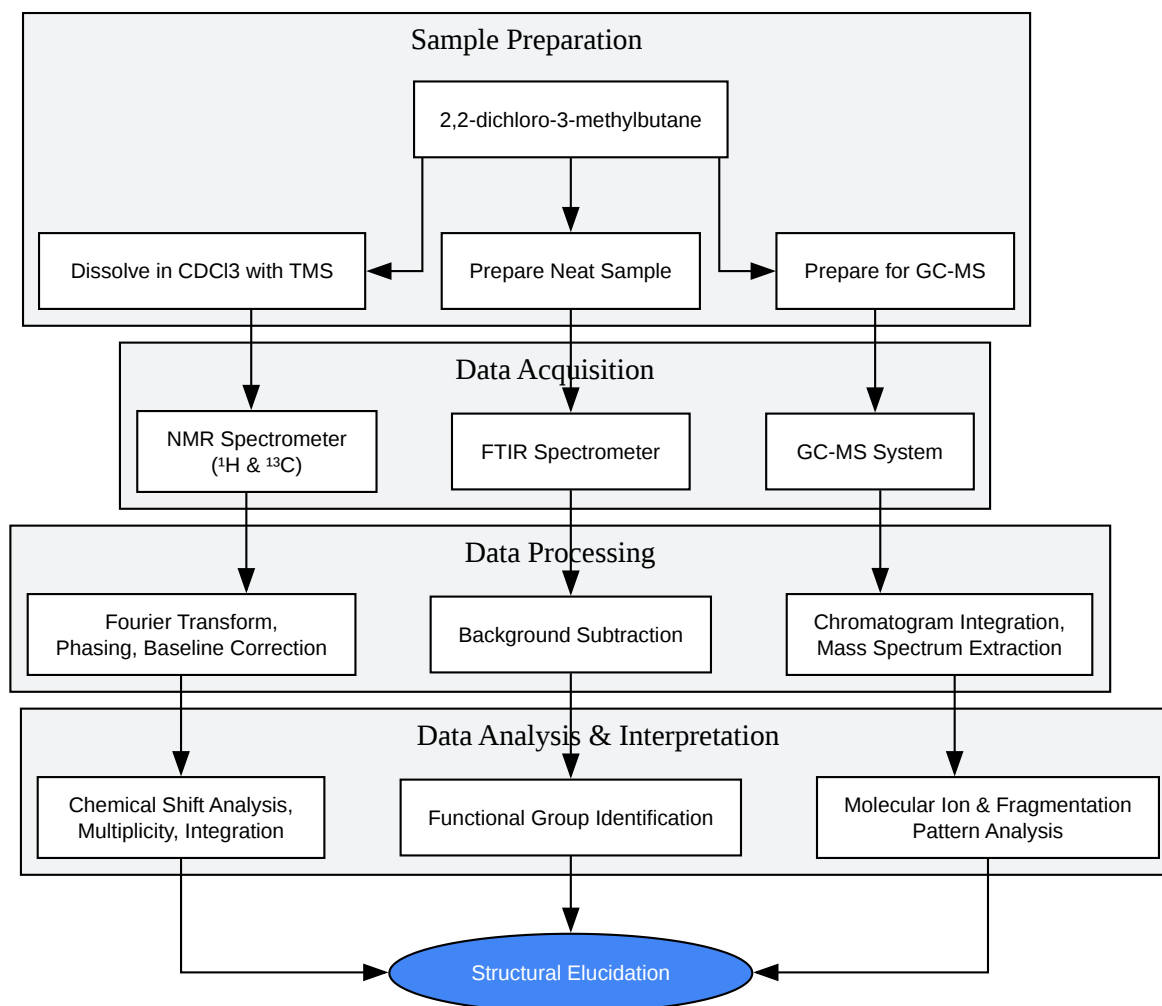 Sample Preparation
2,2-dichloro-3-methylbutane
Dissolve in CDCl3 with TMS
Prepare Neat Sample
Prepare for GC-MS
Data Acquisition
NMR Spectrometer
(¹H & ¹³C)
FTIR Spectrometer
GC-MS System
Data Processing
Fourier Transform,
Phasing, Baseline Correction
Background Subtraction
Chromatogram Integration,
Mass Spectrum Extraction
Data Analysis & Interpretation
Chemical Shift Analysis,
Multiplicity, Integration
Functional Group Identification
Molecular Ion & Fragmentation
Pattern Analysis
Structural Elucidation